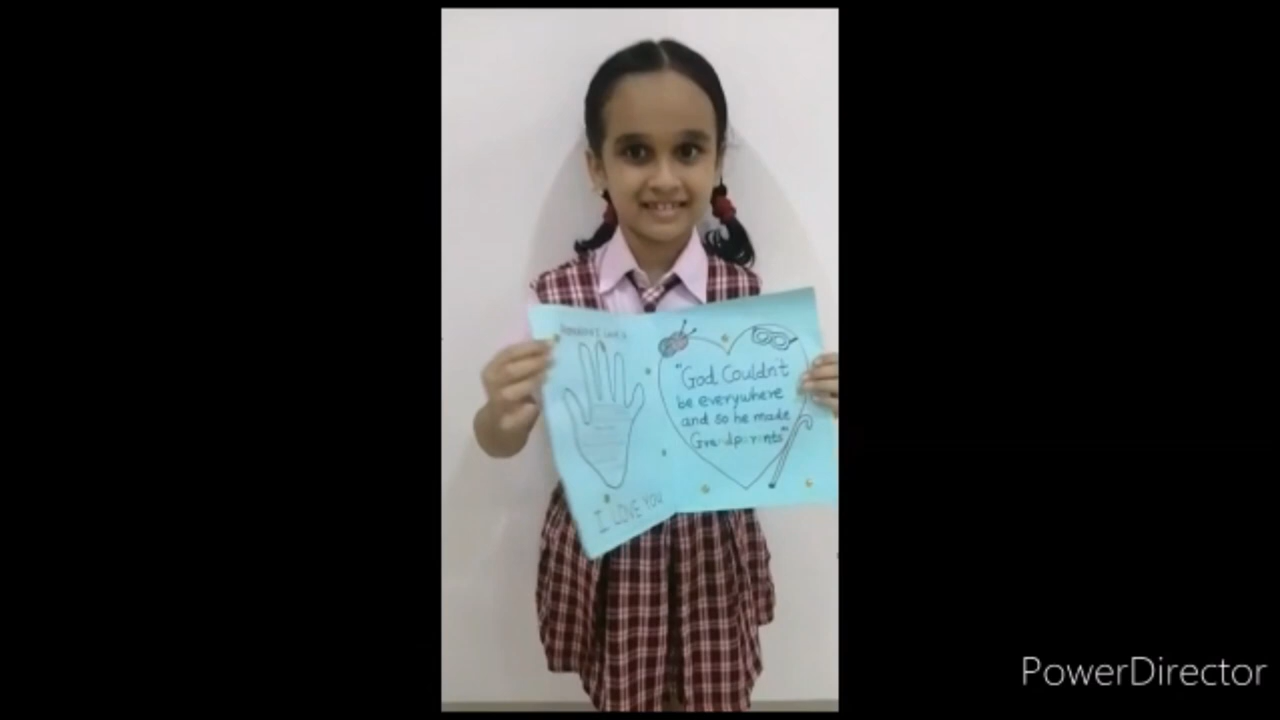 I LOVE YOU
"God Couldn't
be everywhere
and so he made
Grandparents"
PowerDirector